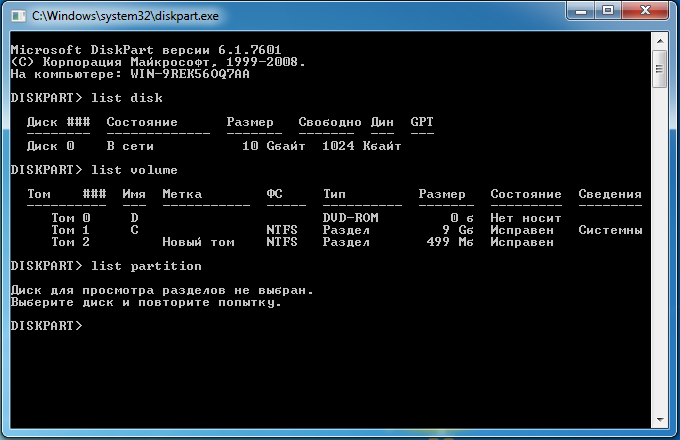 C:\Windows\system32\diskpart.exe
Microsoft DiskPart версии 6.1.7601
(C) Корпорация Майкрософт, 1999-2008.
На компьютере: WIN-9REK56OQ7AA
DISKPART> list disk
Диск ### Состояние Размер Свободно Дин GPT
-------- ------------- ------- ------- --- ---
Диск 0 В сети 10 Gбайт 1024 Kбайт
DISKPART> list volume
Том ### Имя Метка ФС Тип Размер Состояние Сведения
---------- --- ----------- ----- ---------- ------- --------- --------
Том 0 D DVD-ROM 0 б Нет носит
Том 1 C NTFS Раздел 9 Gб Исправен Системны
Том 2 Новый том NTFS Раздел 499 Mб Исправен
DISKPART> list partition
Диск для просмотра разделов не выбран.
Выберите диск и повторите попытку.
DISKPART>